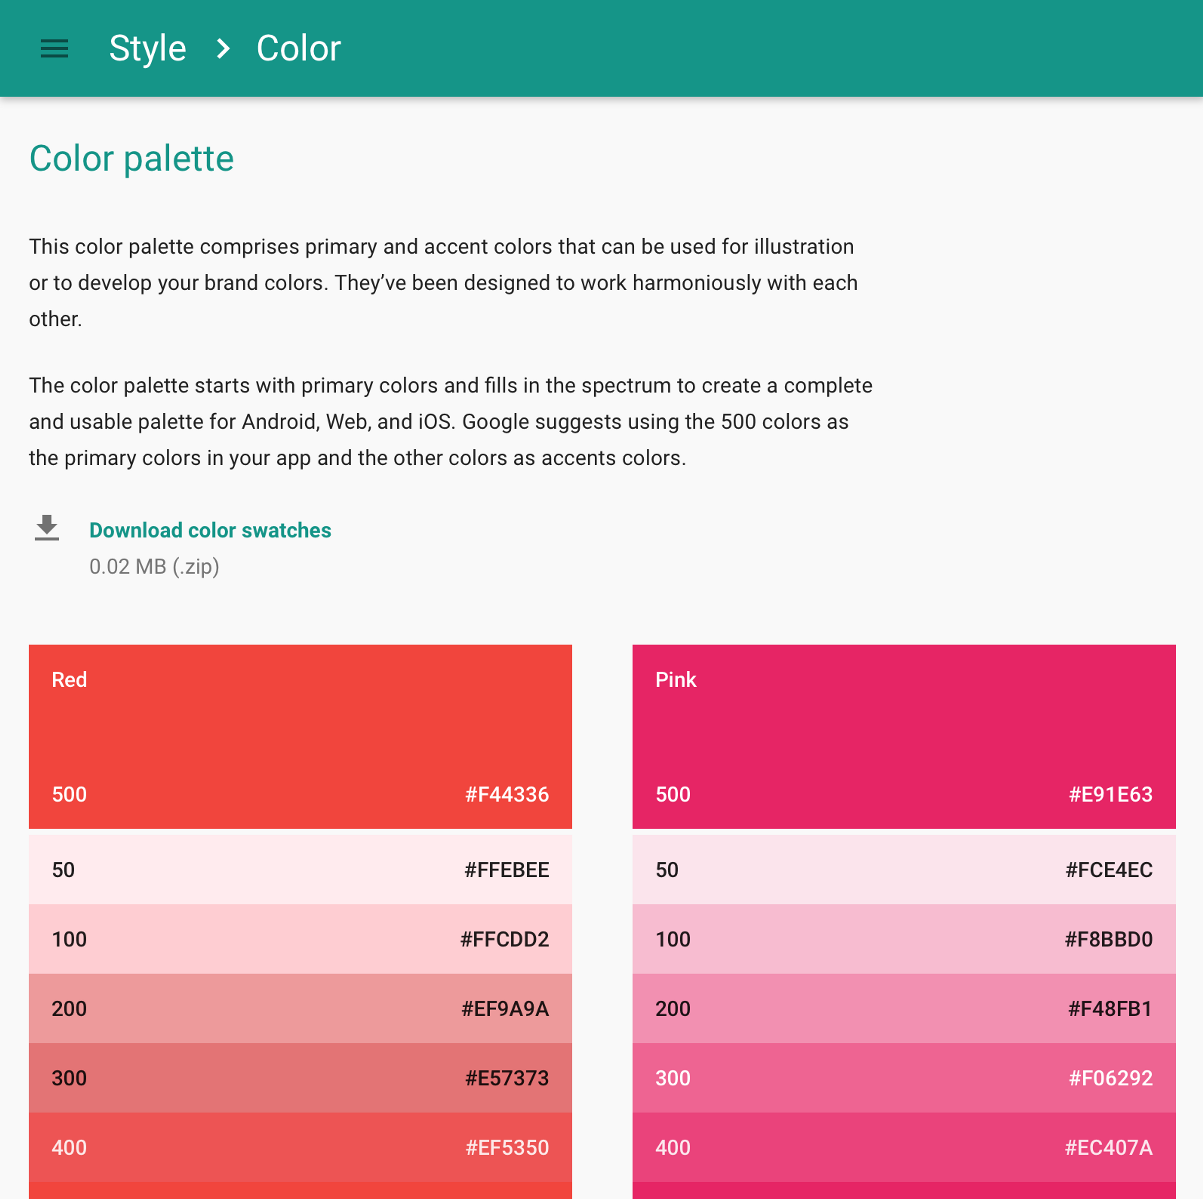 Style > Color
Color palette
This color palette comprises primary and accent colors that can be used for illustration
or to develop your brand colors. They’ve been designed to work harmoniously with each
other.
The color palette starts with primary colors and fills in the spectrum to create a complete
and usable palette for Android, Web, and iOS. Google suggests using the 500 colors as
the primary colors in your app and the other colors as accents colors.
Download color swatches
0.02 MB (.zip)
Red
500 #F44336
50 #FFEBEE
100 #FFCDD2
200 #EF9A9A
300 #E57373
400 #EF5350
Pink
500 #E91E63
50 #FCE4EC
100 #F8BBD0
200 #F48FB1
300 #F06292
400 #EC407A